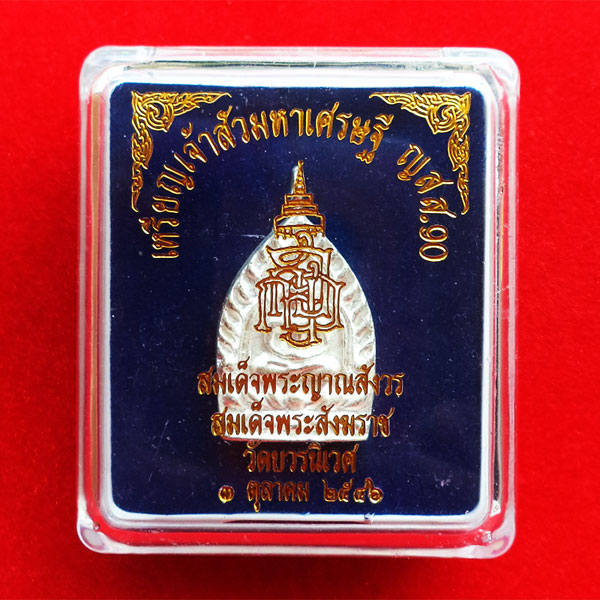 เหรียญเจ้าสัวมหาเศรษฐี ญสส.๑๐
สมเด็จพระญาณสังวร
สมเด็จพระสังฆราช
วัดบวรนิเวศ
๓ ตุลาคม ๒๕๔๖